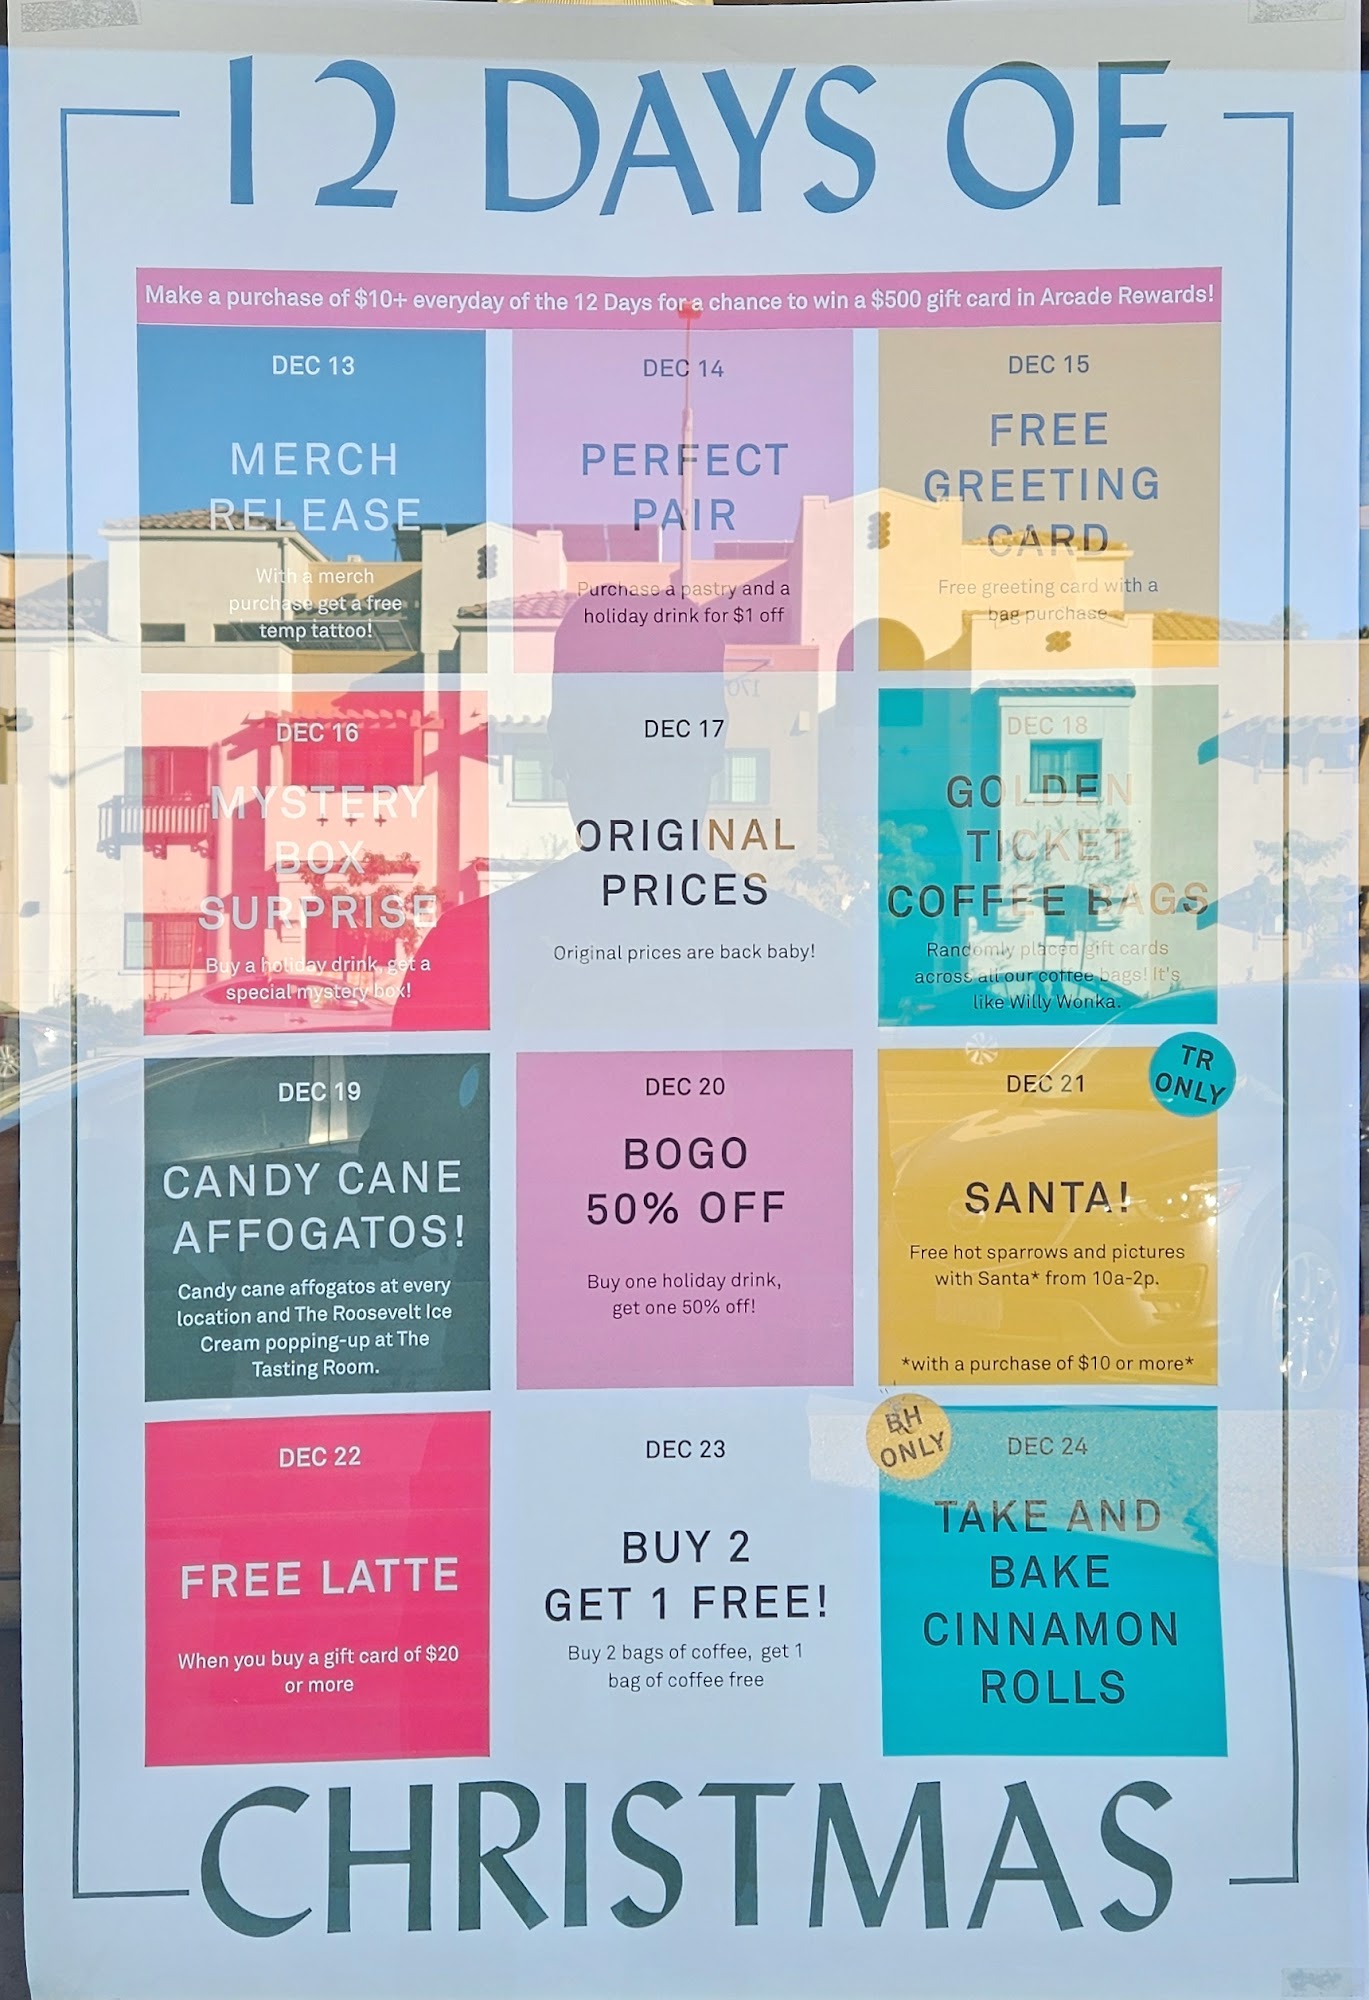 12 DAYS OF
Make a purchase of $10+ everyday of the 12 Days for a chance to win a $500 gift card in Arcade Rewards!
DEC 13
MERCH
RELEASE
With a merch
purchase get a free
temp tattoo!
DEC 14
PERFECT
PAIR
Purchase a pastry and a
holiday drink for $1 off
DEC 15
FREE
GREETING
CARD
Free greeting card with a
bag purchase
DEC 16
MYSTERY
BOX
SURPRISE
Buy a holiday drink, get a
special mystery box!
170
DEC 17
ORIGINAL
PRICES
Original prices are back baby!
DEC 18
GOLDEN
TICKET
COFFEE BAGS
Randomly placed gift cards
across all our coffee bags! It's
like Willy Wonka.
DEC 19
CANDY CANE
AFFOGATOS!
Candy cane affogatos at every
location and The Roosevelt Ice
Cream popping-up at The
Tasting Room.
DEC 20
BOGO
50% OFF
Buy one holiday drink,
get one 50% off!
TR
ONLY
DEC 21
SANTA!
Free hot sparrows and pictures
with Santa* from 10a-2p.
*with a purchase of $10 or more*
DEC 22
FREE LATTE
When you buy a gift card of $20
or more
DEC 23
BUY 2
GET 1 FREE!
Buy 2 bags of coffee, get 1
bag of coffee free
BH
ONLY
DEC 24
TAKE AND
BAKE
CINNAMON
ROLLS
CHRISTMAS